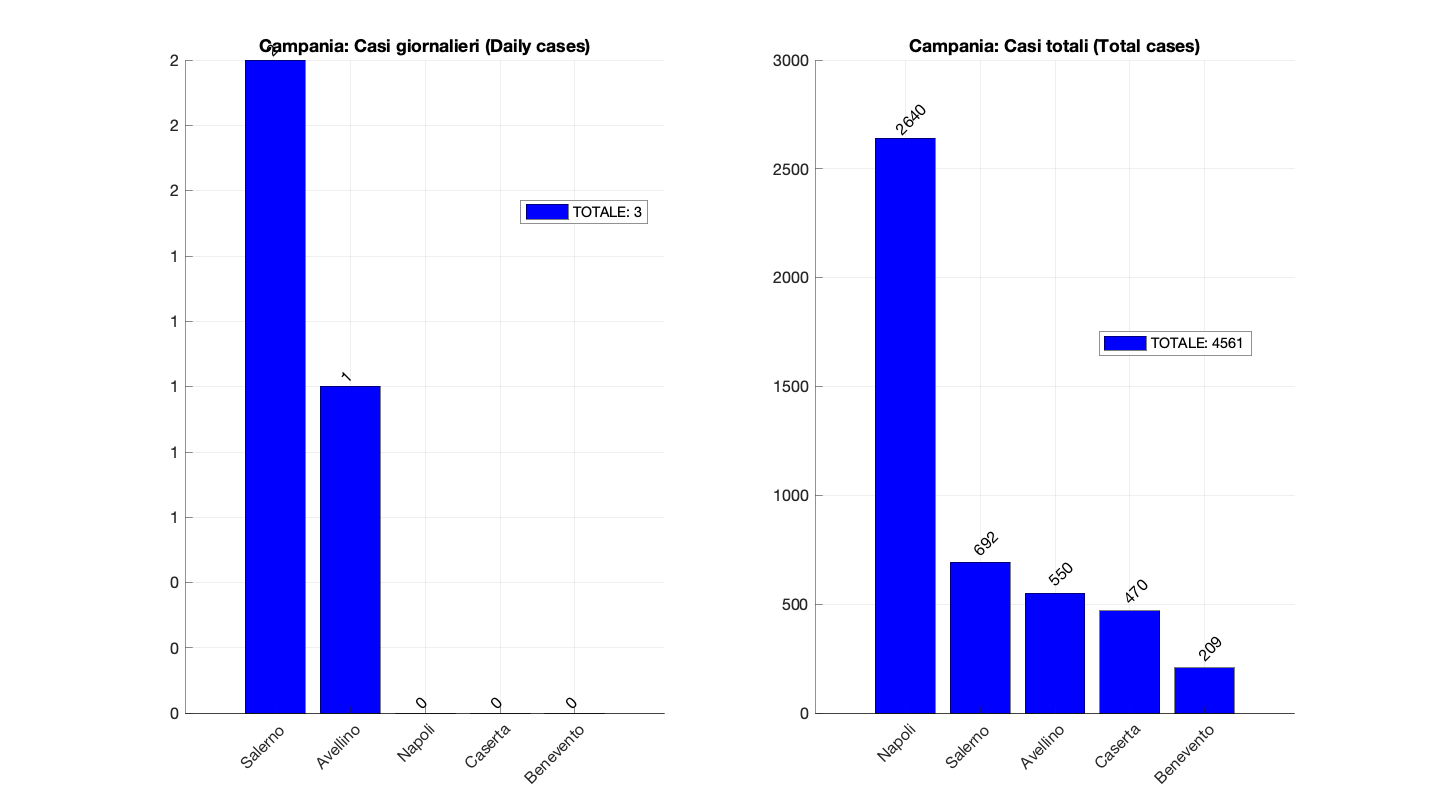 Campania: Casi giornalieri (Daily cases)
2
2
2
2
1
1
1
1
1
0
0
0
1
0
0
0
TOTALE: 3
Salerno
Avellino
Napoli
Caserta
Benevento
Campania: Casi totali (Total cases)
3000
2500
2000
1500
1000
500
0
2640
692
550
470
209
TOTALE: 4561
Napoli
Salerno
Avellino
Caserta
Benevento